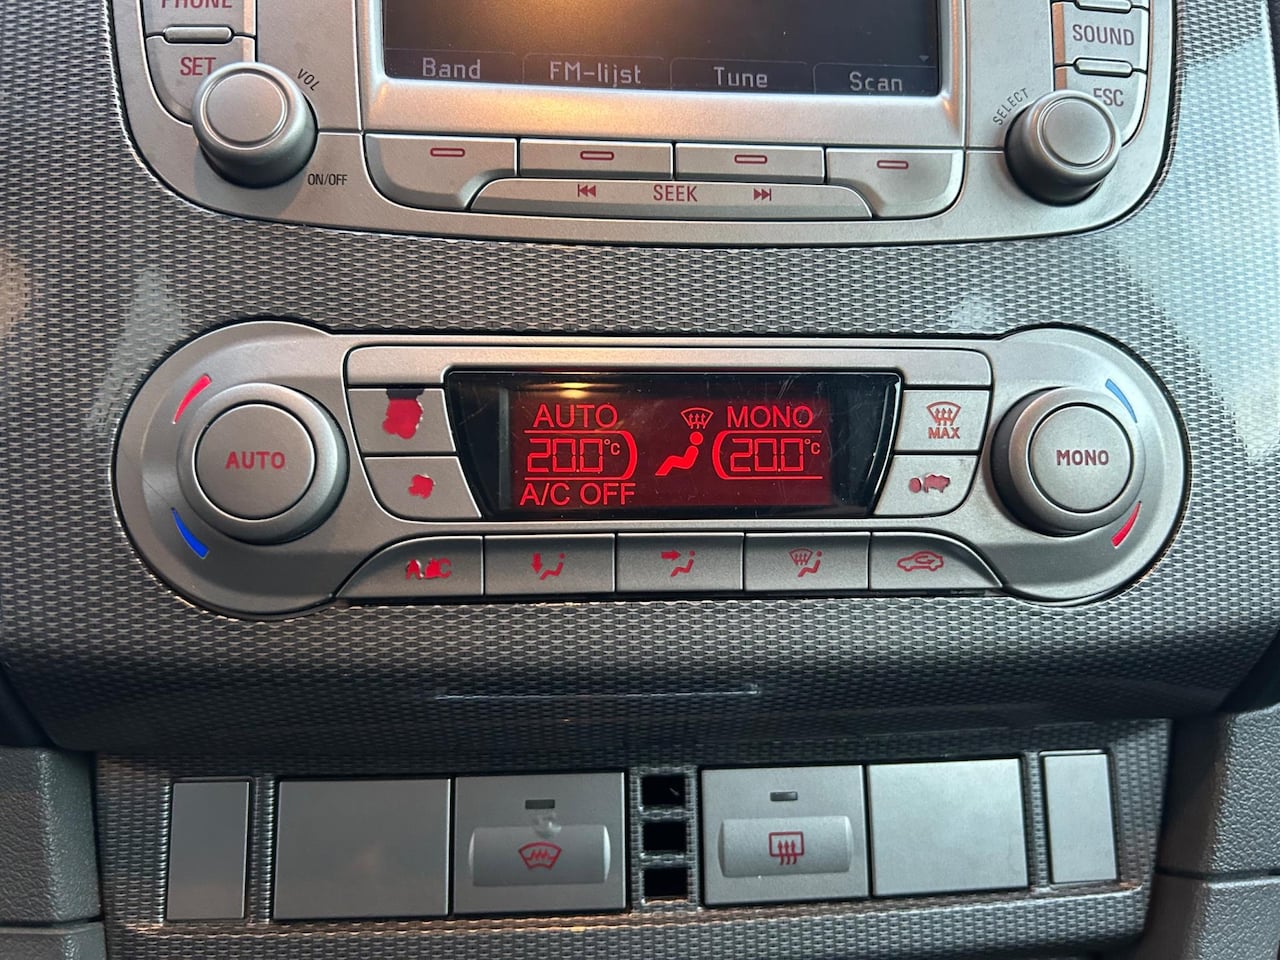 PHONE
SOUND
SET
VOL
Band FM-lijst Tune Scan
SELECT
ESC
ON/OFF
SEEK
AUTO
AUTO MONO
20.0°C 20.0°C
A/C OFF
MAX
MONO
A/C